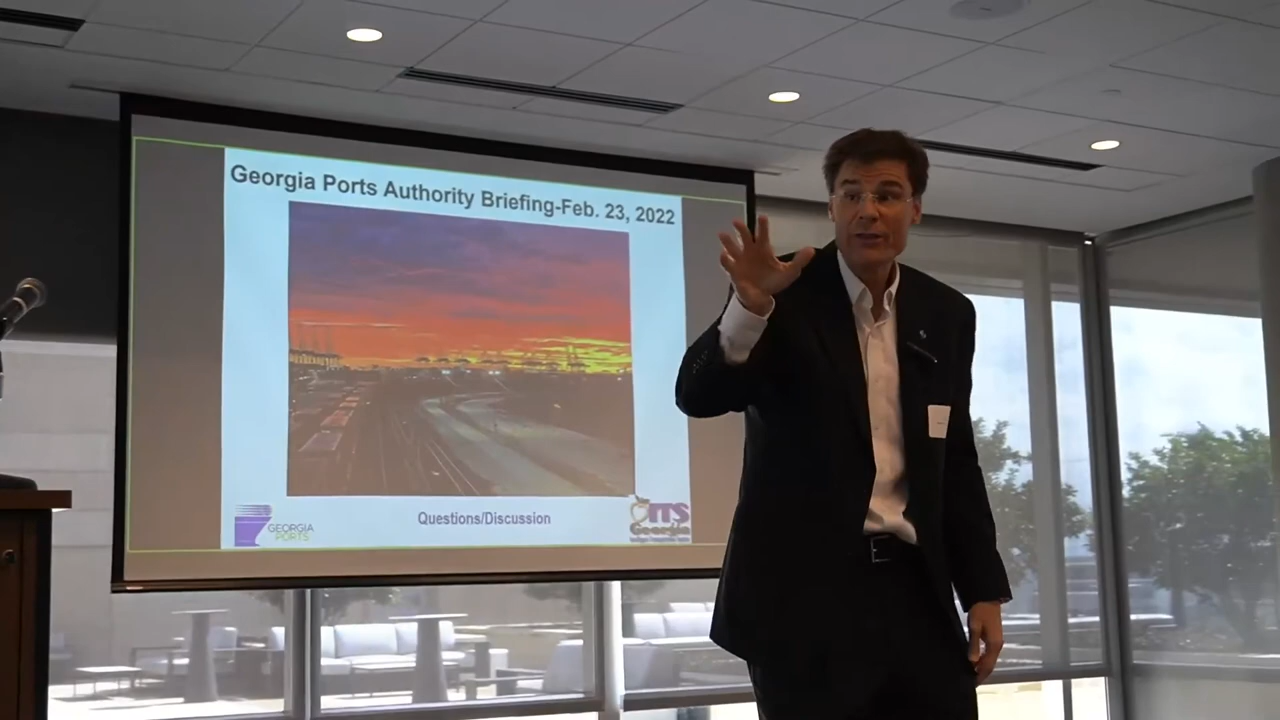 Georgia Ports Authority Briefing-Feb. 23, 2022
GEORGIA
PORTS
Questions/Discussion
ITS
Georgia